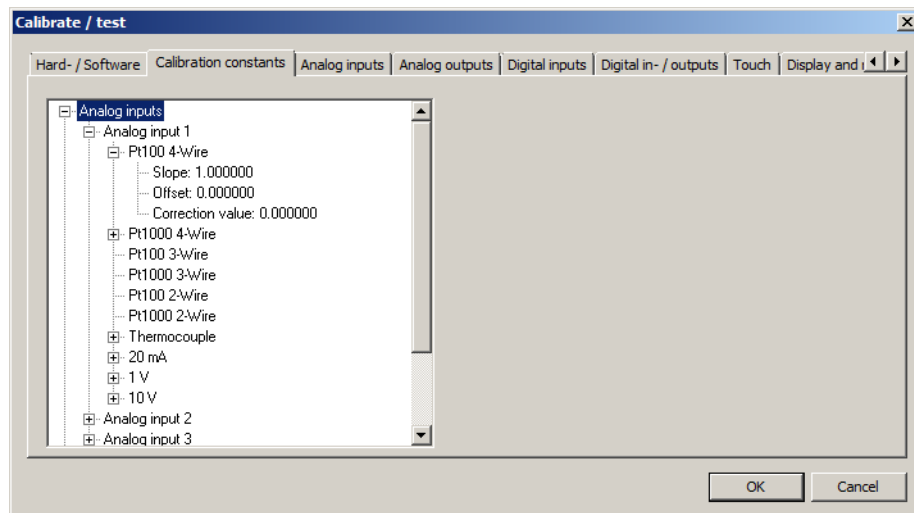 Calibrate / test
Hard- / Software Calibration constants Analog inputs Analog outputs Digital inputs Digital in- / outputs Touch Display and
Analog inputs
Analog input 1
Pt100 4-Wire
Slope: 1.000000
Offset: 0.000000
Correction value: 0.000000
Pt1000 4-Wire
Pt100 3-Wire
Pt1000 3-Wire
Pt100 2-Wire
Pt1000 2-Wire
Thermocouple
20 mA
1 V
10 V
Analog input 2
Analog input 3
OK Cancel